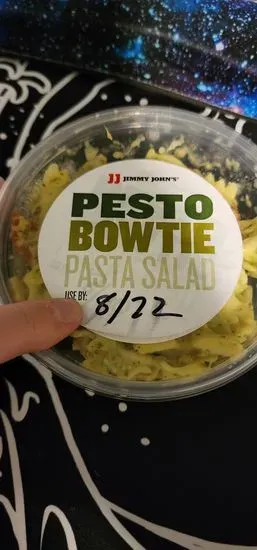 JJ JIMMY JOHN'S
PESTO
BOWTIE
PASTA SALAD
USE BY: 8/22